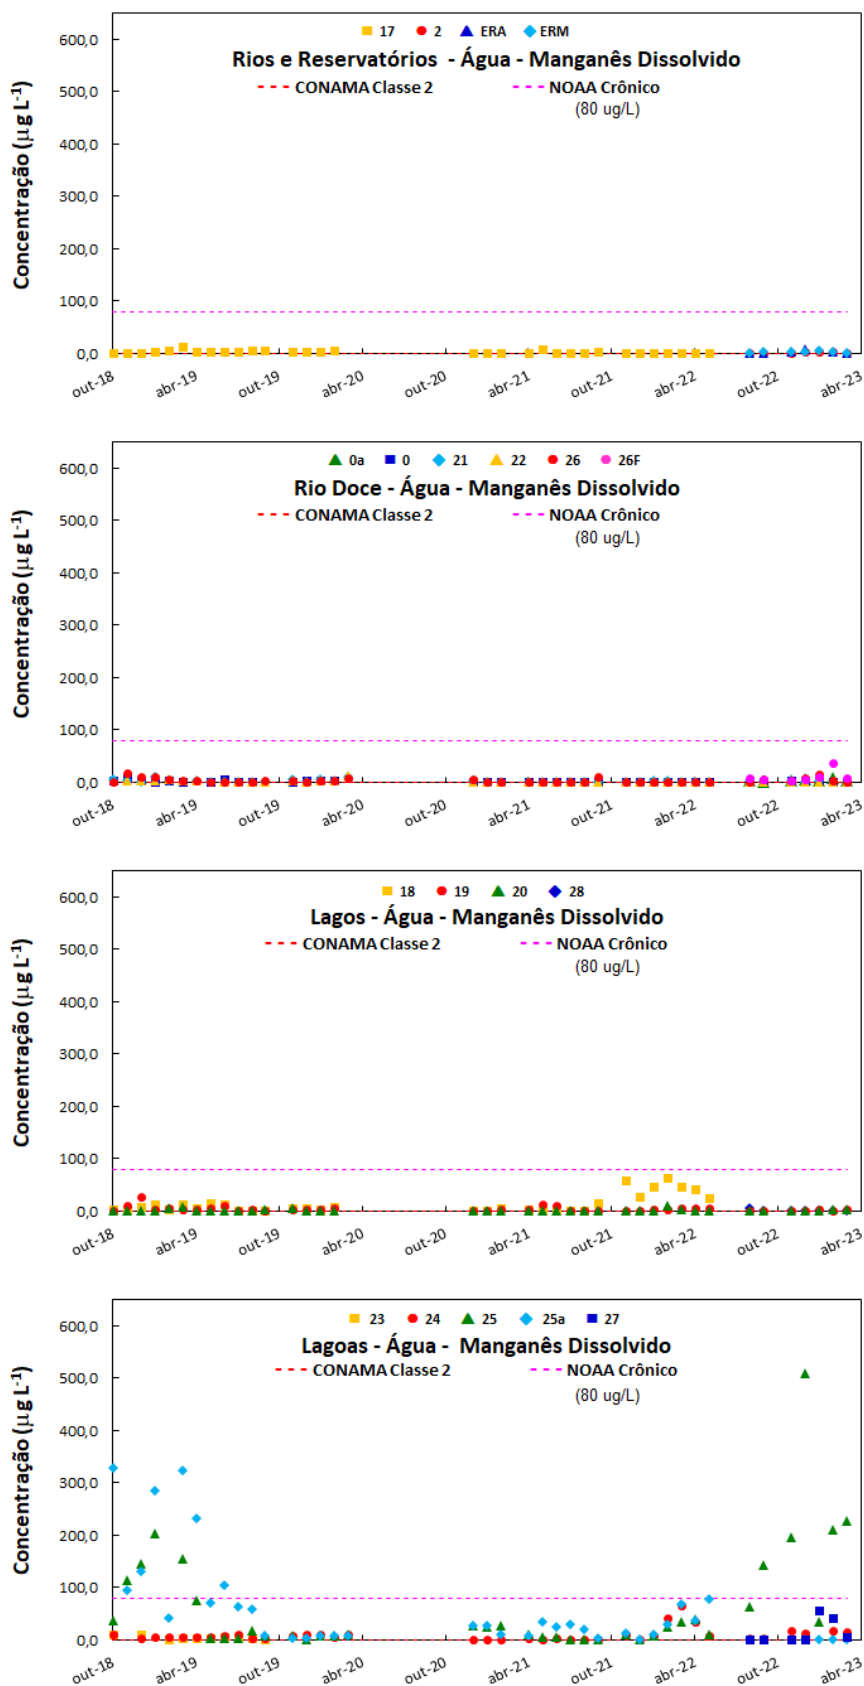 17 2 ERA ERM
Rios e Reservatórios - Água - Manganês Dissolvido
CONAMA Classe 2 NOAA Crônico
(80 ug/L)
Concentração (µg L-1)
600,0
500,0
400,0
300,0
200,0
100,0
0,0
out-18 abr-19 out-19 abr-20 out-20 abr-21 out-21 abr-22 out-22 abr-23
0a 0 21 22 26 26F
Rio Doce - Água - Manganês Dissolvido
CONAMA Classe 2 NOAA Crônico
(80 ug/L)
Concentração (µg L-1)
600,0
500,0
400,0
300,0
200,0
100,0
0,0
out-18 abr-19 out-19 abr-20 out-20 abr-21 out-21 abr-22 out-22 abr-23
18 19 20 28
Lagos - Água - Manganês Dissolvido
CONAMA Classe 2 NOAA Crônico
(80 ug/L)
Concentração (µg L-1)
600,0
500,0
400,0
300,0
200,0
100,0
0,0
out-18 abr-19 out-19 abr-20 out-20 abr-21 out-21 abr-22 out-22 abr-23
23 24 25 25a 27
Lagoas - Água - Manganês Dissolvido
CONAMA Classe 2 NOAA Crônico
(80 ug/L)
Concentração (µg L-1)
600,0
500,0
400,0
300,0
200,0
100,0
0,0
out-18 abr-19 out-19 abr-20 out-20 abr-21 out-21 abr-22 out-22 abr-23